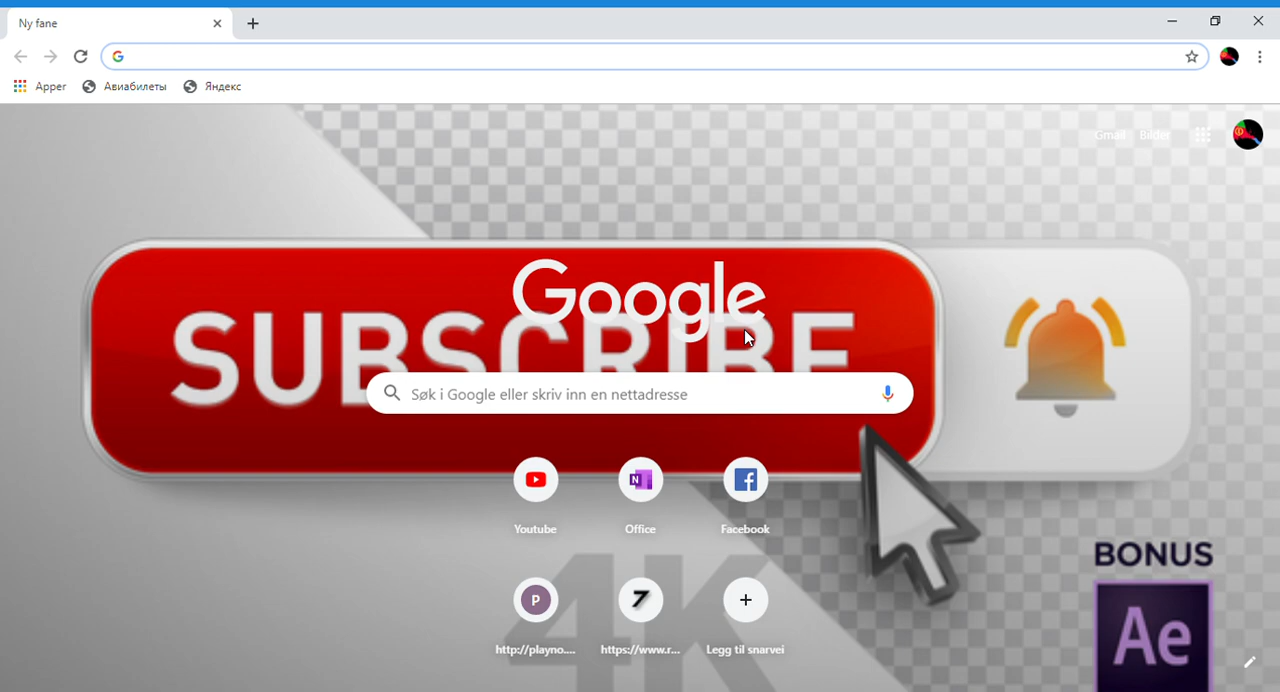 Ny fane
Apper Авиабилеты Яндекс
Gmail Bilder
Google
SUBSCRIBE
Søk i Google eller skriv inn en nettadresse
Youtube Office Facebook
N
BONUS
4K
P 7
Ae
http://playno.... https://www.r... Legg til snarvei